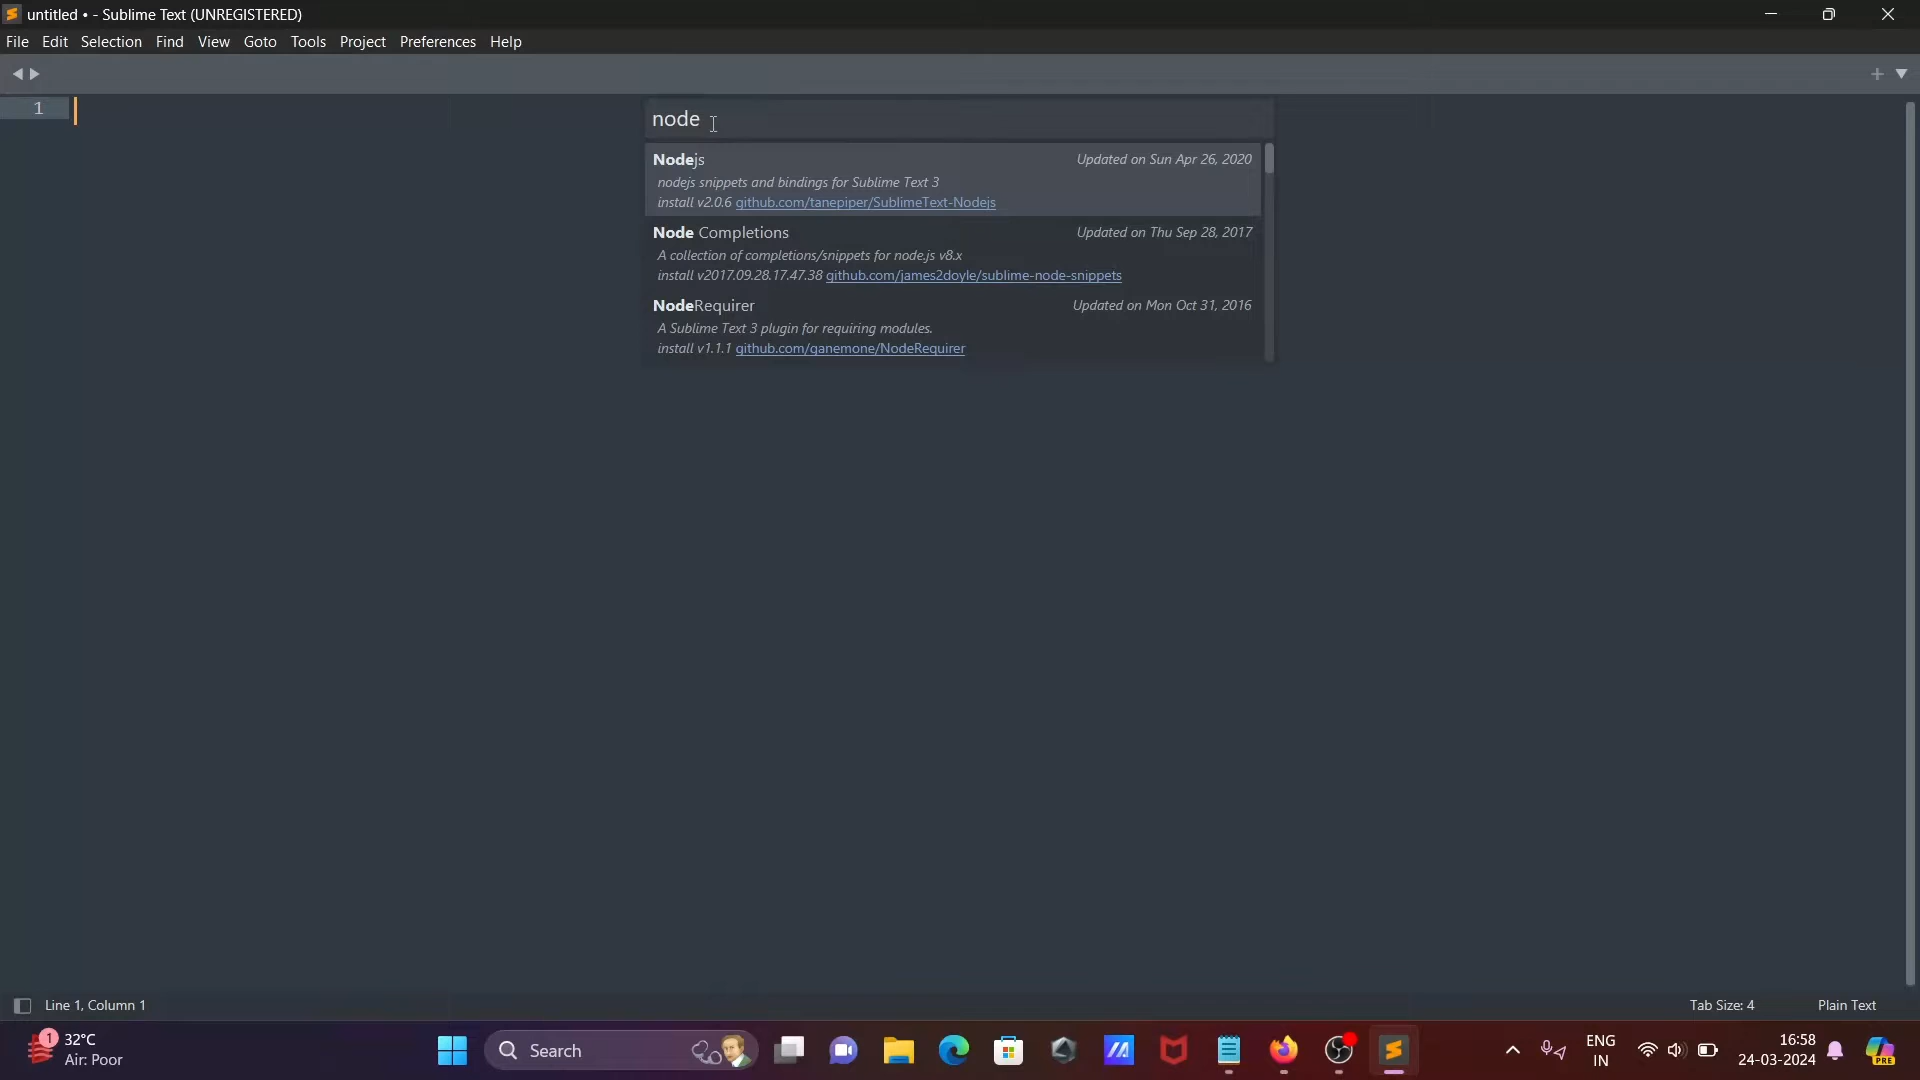 untitled • - Sublime Text (UNREGISTERED)
File Edit Selection Find View Goto Tools Project Preferences Help
1
node
Nodejs Updated on Sun Apr 26, 2020
nodejs snippets and bindings for Sublime Text 3
install v2.0.6 github.com/tanepiper/SublimeText-Nodejs
Node Completions Updated on Thu Sep 28, 2017
A collection of completions/snippets for node.js v8.x
install v2017.09.28.17.47.38 github.com/james2doyle/sublime-node-snippets
NodeRequirer Updated on Mon Oct 31, 2016
A Sublime Text 3 plugin for requiring modules.
install v1.1.1 github.com/ganemone/NodeRequirer
Line 1, Column 1 Tab Size: 4 Plain Text
1 32°C
Air: Poor
Search
ENG
IN
16:58
24-03-2024
PRE